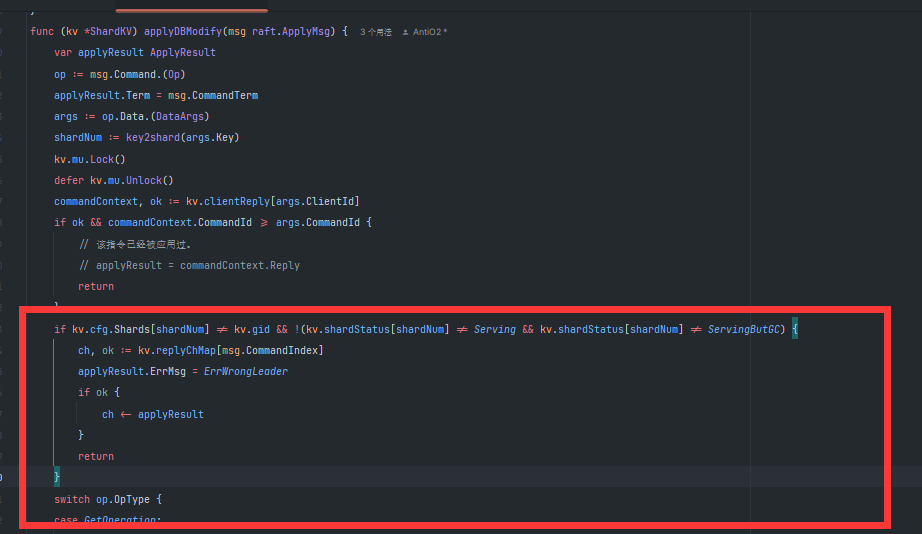 func (kv *ShardKV) applyDBModify(msg raft.ApplyMsg) { 3 个用法 AntiO2 *
var applyResult ApplyResult
op := msg.Command.(Op)
applyResult.Term = msg.CommandTerm
args := op.Data.(DataArgs)
shardNum := key2shard(args.Key)
kv.mu.Lock()
defer kv.mu.Unlock()
commandContext, ok := kv.clientReply[args.ClientId]
if ok && commandContext.CommandId >= args.CommandId {
// 该指令已经被应用过.
// applyResult = commandContext.Reply
return
if kv.cfg.Shards[shardNum] != kv.gid && !(kv.shardStatus[shardNum] != Serving && kv.shardStatus[shardNum] != ServingButGC) {
ch, ok := kv.replyChMap[msg.CommandIndex]
applyResult.ErrMsg = ErrWrongLeader
if ok {
ch <- applyResult
}
return
}
switch op.OpType {
case GetOperation: